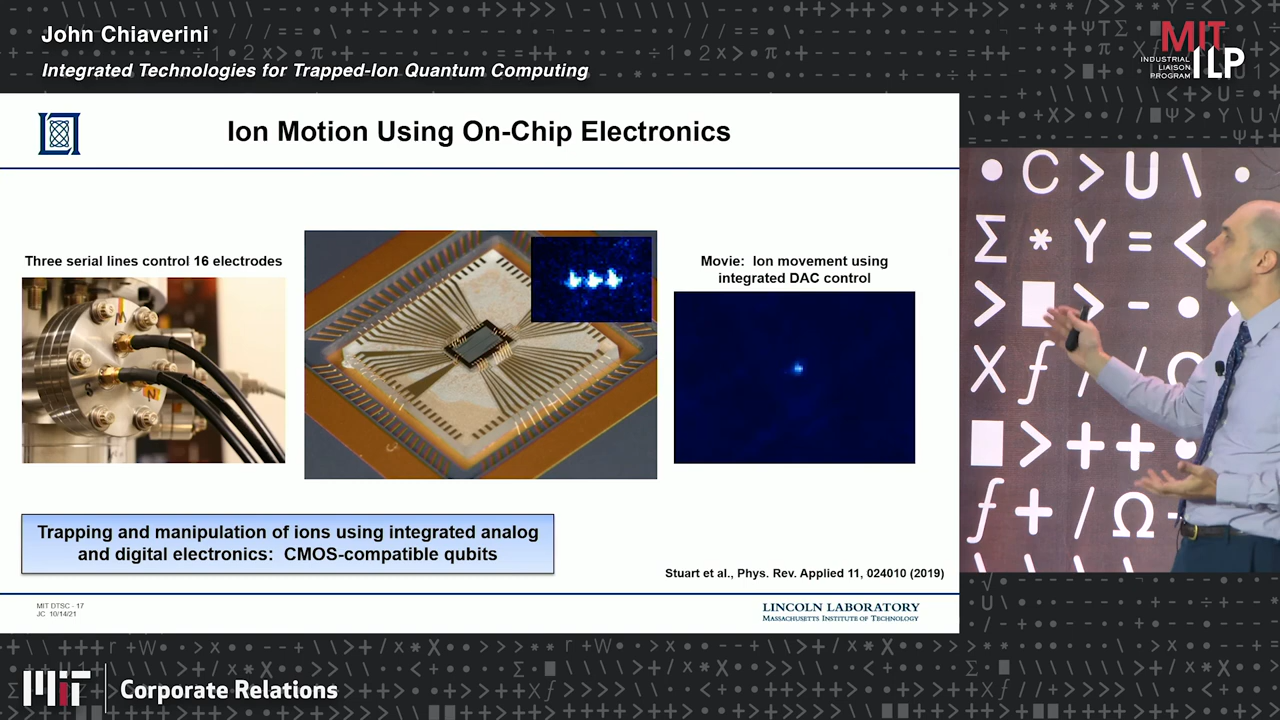 John Chiaverini
Integrated Technologies for Trapped-Ion Quantum Computing
MIT
INDUSTRIAL
LIAISON
PROGRAM
ILP
Ion Motion Using On-Chip Electronics
Three serial lines control 16 electrodes
Movie: Ion movement using
integrated DAC control
Trapping and manipulation of ions using integrated analog
and digital electronics: CMOS-compatible qubits
Stuart et al., Phys. Rev. Applied 11, 024010 (2019)
MIT DTSC - 17
JC 10/14/21
LINCOLN LABORATORY
MASSACHUSETTS INSTITUTE OF TECHNOLOGY
MIT
Corporate Relations